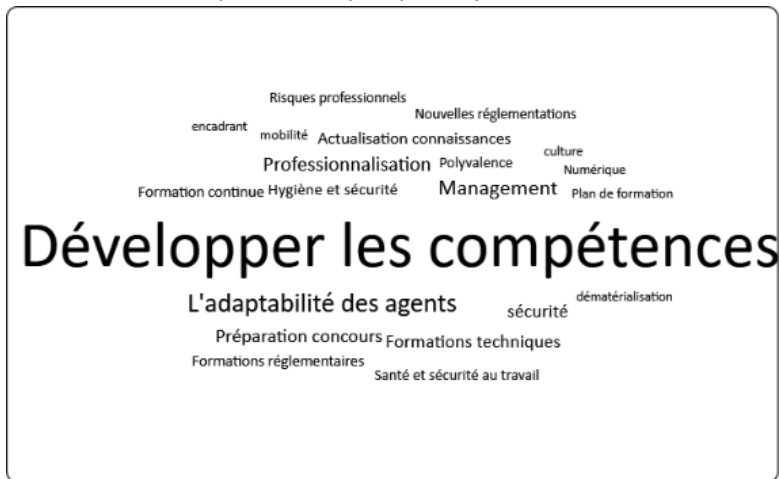 Risques professionnels
Nouvelles réglementations
encadrant
mobilité
Actualisation connaissances
culture
Professionnalisation
Polyvalence
Numérique
Formation continue
Hygiène et sécurité
Management
Plan de formation
Développer les compétences
L'adaptabilité des agents
sécurité
dématérialisation
Préparation concours
Formations techniques
Formations réglementaires
Santé et sécurité au travail